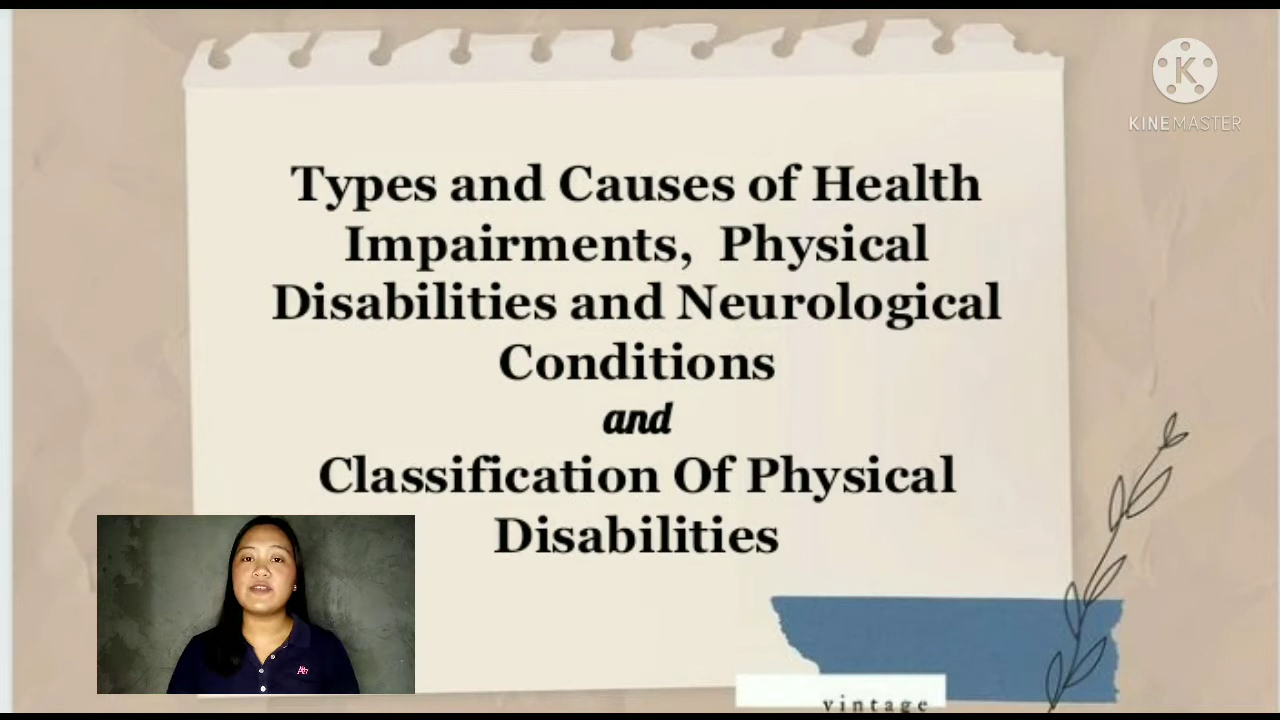 KINEMASTER
Types and Causes of Health
Impairments, Physical
Disabilities and Neurological
Conditions
and
Classification Of Physical
Disabilities
vintage